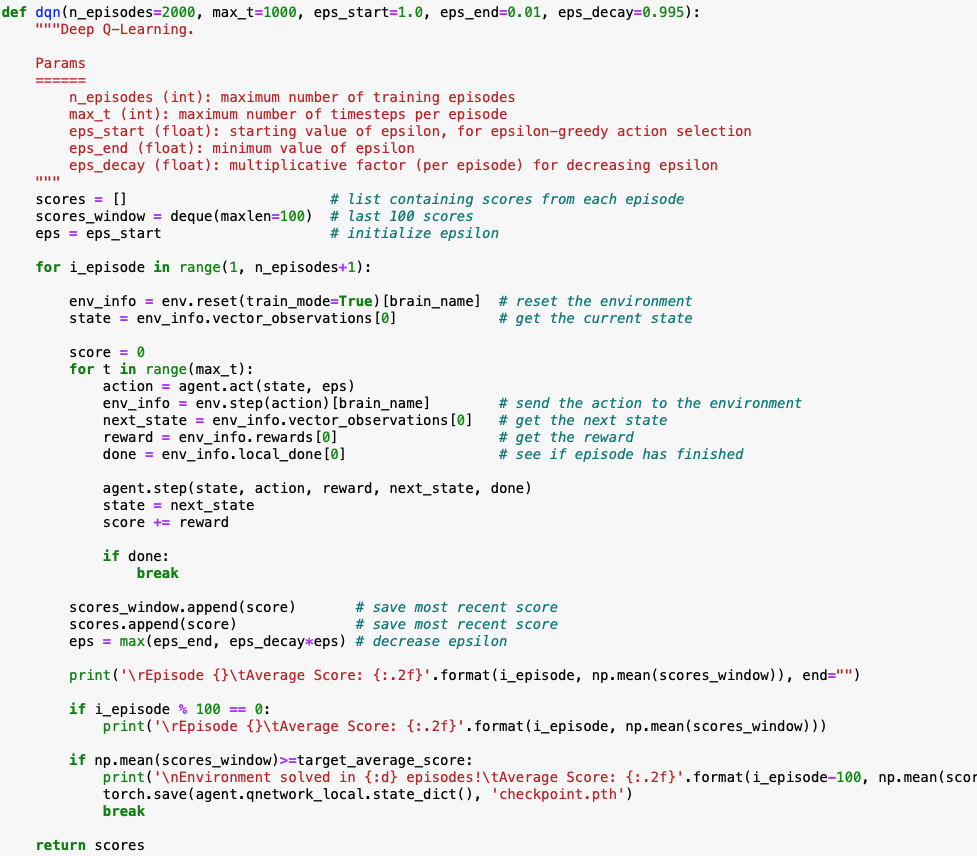 def dqn(n_episodes=2000, max_t=1000, eps_start=1.0, eps_end=0.01, eps_decay=0.995):
    """Deep Q-Learning.

    Params
    ======
        n_episodes (int): maximum number of training episodes
        max_t (int): maximum number of timesteps per episode
        eps_start (float): starting value of epsilon, for epsilon-greedy action selection
        eps_end (float): minimum value of epsilon
        eps_decay (float): multiplicative factor (per episode) for decreasing epsilon
    """
    scores = []                        # list containing scores from each episode
    scores_window = deque(maxlen=100)  # last 100 scores
    eps = eps_start                    # initialize epsilon

    for i_episode in range(1, n_episodes+1):

        env_info = env.reset(train_mode=True)[brain_name]  # reset the environment
        state = env_info.vector_observations[0]            # get the current state

        score = 0
        for t in range(max_t):
            action = agent.act(state, eps)
            env_info = env.step(action)[brain_name]        # send the action to the environment
            next_state = env_info.vector_observations[0]   # get the next state
            reward = env_info.rewards[0]                   # get the reward
            done = env_info.local_done[0]                  # see if episode has finished

            agent.step(state, action, reward, next_state, done)
            state = next_state
            score += reward

            if done:
                break

        scores_window.append(score)       # save most recent score
        scores.append(score)              # save most recent score
        eps = max(eps_end, eps_decay*eps) # decrease epsilon

        print('\rEpisode {}\tAverage Score: {:.2f}'.format(i_episode, np.mean(scores_window)), end="")

        if i_episode % 100 == 0:
            print('\rEpisode {}\tAverage Score: {:.2f}'.format(i_episode, np.mean(scores_window)))

        if np.mean(scores_window)>=target_average_score:
            print('\nEnvironment solved in {:d} episodes!\tAverage Score: {:.2f}'.format(i_episode-100, np.mean(scor
            torch.save(agent.qnetwork_local.state_dict(), 'checkpoint.pth')
            break

    return scores